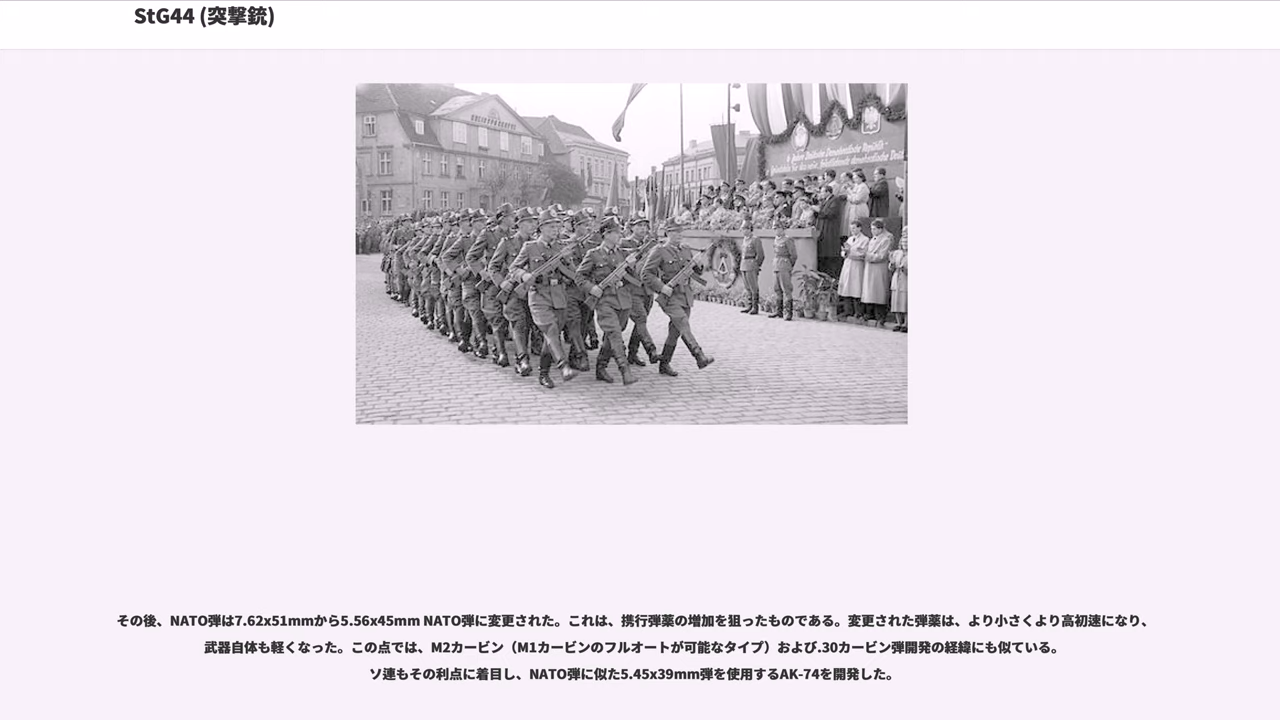 StG44 (突撃銃)
6 Jahre Deutsche Demokratische Republik-
その後、NATO弾は7.62x51mmから5.56x45mm NATO弾に変更された。これは、携行弾薬の増加を狙ったものである。変更された弾薬は、より小さくより高初速になり、
武器自体も軽くなった。この点では、M2カービン（M1カービンのフルオートが可能なタイプ）および.30カービン弾開発の経緯にも似ている。
ソ連もその利点に着目し、NATO弾に似た5.45x39mm弾を使用するAK-74を開発した。